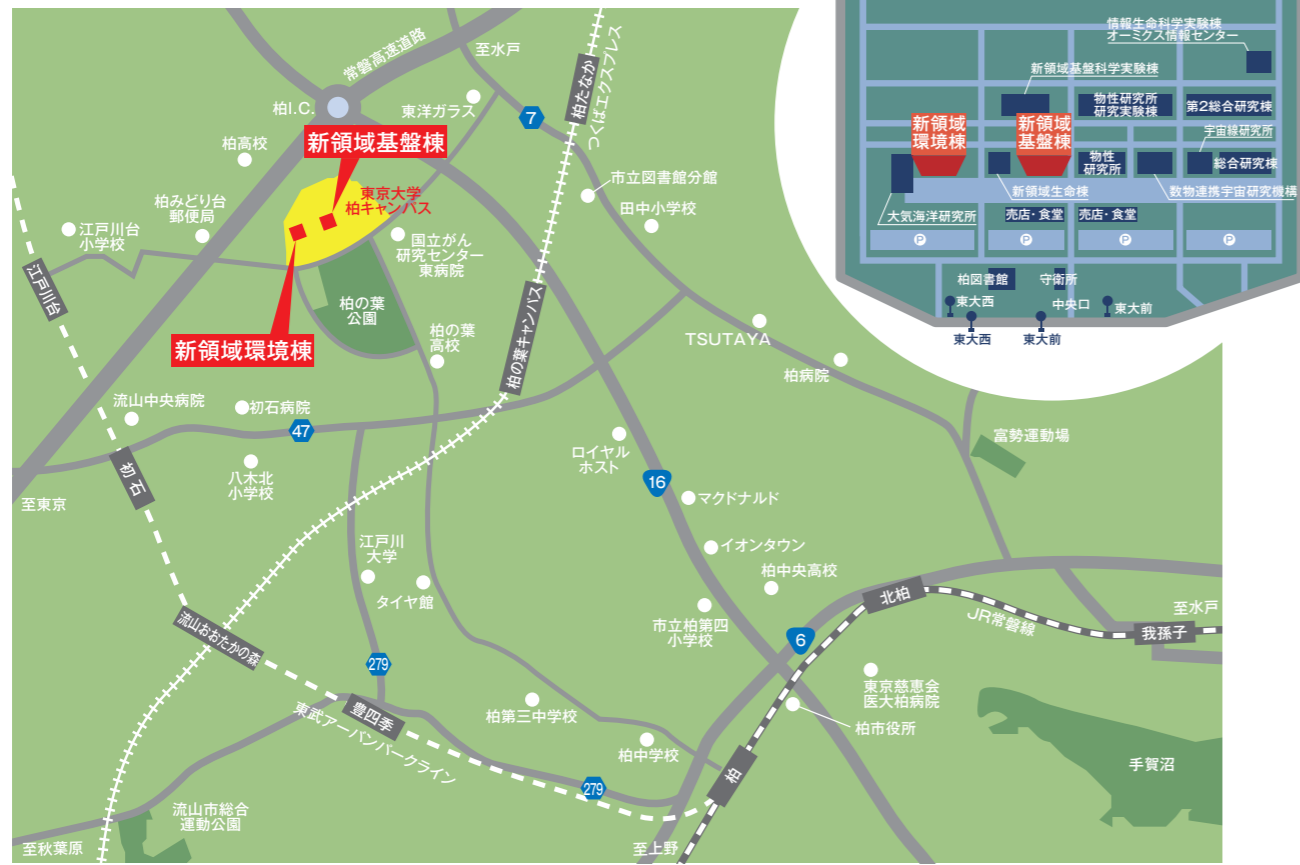 常磐高速道路
至水戸
柏I.C.
東洋ガラス
7
柏たなか
つくばエクスプレス
柏高校
新領域基盤棟
東京大学
柏キャンパス
柏みどり台
郵便局
江戸川台
小学校
市立図書館分館
田中小学校
国立がん
研究センター
東病院
江戸川台
柏の葉
公園
柏の葉
高校
新領域環境棟
柏の葉キャンパス
TSUTAYA
柏病院
流山中央病院
初石病院
47
初石
八木北
小学校
至東京
ロイヤル
ホスト
16
マクドナルド
イオンタウン
富勢運動場
江戸川
大学
タイヤ館
柏中央高校
市立柏第四
小学校
北柏
JR常磐線
至水戸
我孫子
6
流山おおたかの森
279
東京慈恵会
医大柏病院
柏市役所
豊四季
東武アーバンパークライン
柏第三中学校
柏中学校
柏
手賀沼
279
流山市総合
運動公園
至秋葉原
至上野
情報生命科学実験棟
オーミクス情報センター
新領域基盤科学実験棟
物性研究所
研究実験棟
第2総合研究棟
新領域
環境棟
新領域
基盤棟
宇宙線研究所
物性
研究所
総合研究棟
新領域生命棟
数物連携宇宙研究機構
大気海洋研究所
売店・食堂
売店・食堂
P
P
P
P
柏図書館
守衛所
東大西
中央口
東大前
東大西
東大前